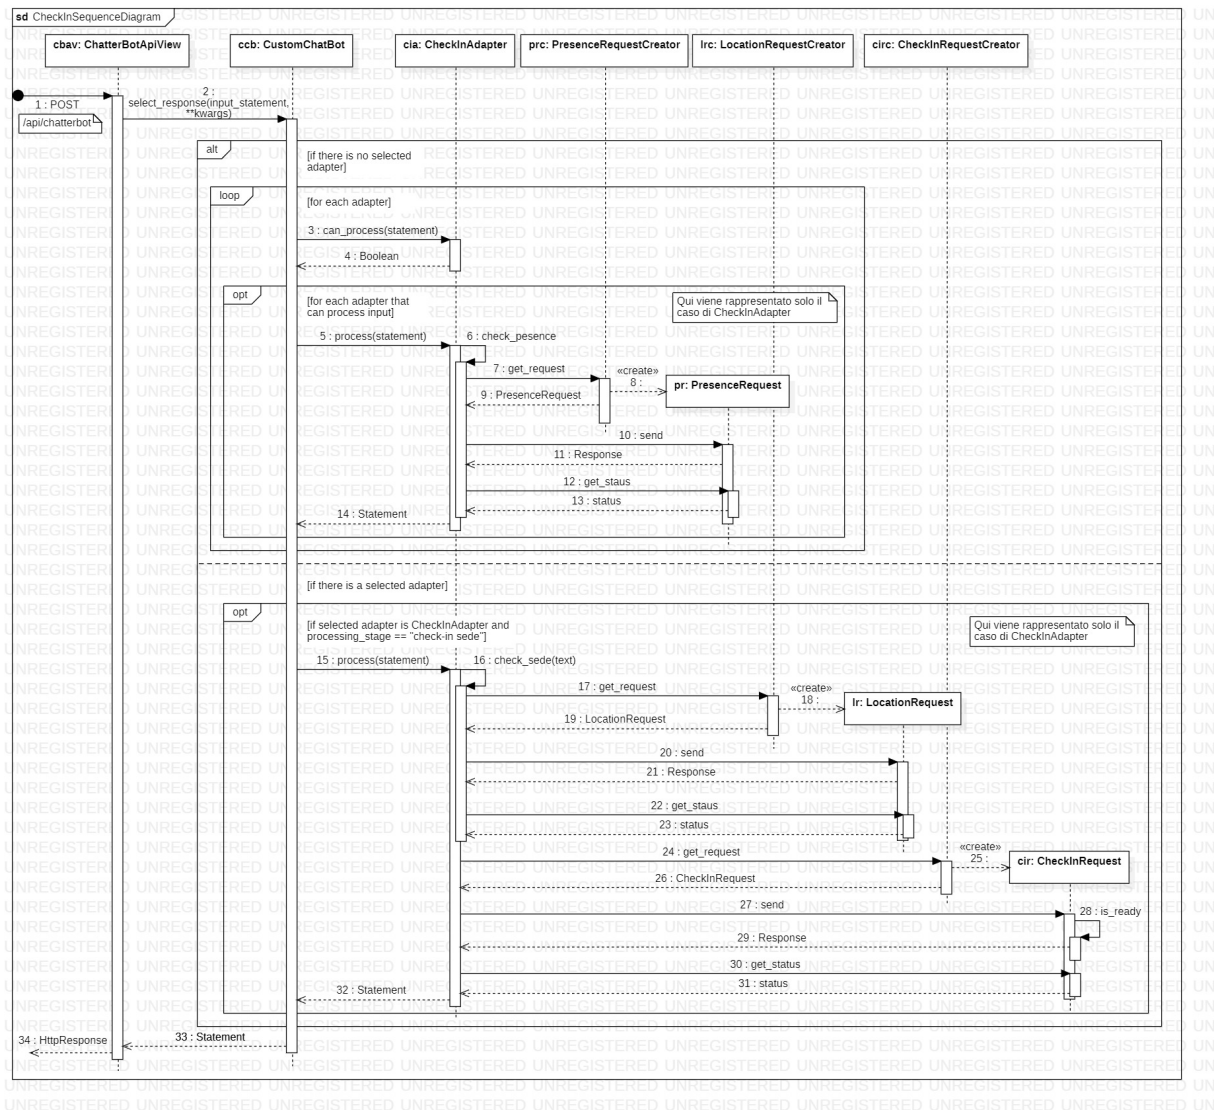 sd CheckInSequenceDiagram
cbav: ChatterBotApiView
ccb: CustomChatBot
cia: CheckInAdapter
prc: PresenceRequestCreator
lrc: LocationRequestCreator
circ: CheckInRequestCreator
1 : POST
/api/chatterbot
2 :
select_response(input_statement,
**kwargs)
alt
[if there is no selected
adapter]
loop
[for each adapter]
3 : can_process(statement)
4 : Boolean
opt
[for each adapter that
can process input]
Qui viene rappresentato solo il
caso di CheckInAdapter
5 : process(statement)
6 : check_pesence
7 : get_request
«create»
8 :
pr: PresenceRequest
9 : PresenceRequest
10 : send
11 : Response
12 : get_staus
13 : status
14 : Statement
[if there is a selected adapter]
opt
[if selected adapter is CheckInAdapter and
processing_stage == "check-in sede"]
Qui viene rappresentato solo il
caso di CheckInAdapter
15 : process(statement)
16 : check_sede(text)
17 : get_request
«create»
18 :
lr: LocationRequest
19 : LocationRequest
20 : send
21 : Response
22 : get_staus
23 : status
24 : get_request
«create»
25 :
cir: CheckInRequest
26 : CheckInRequest
27 : send
28 : is_ready
29 : Response
30 : get_status
31 : status
32 : Statement
33 : Statement
34 : HttpResponse
UNREGISTERED